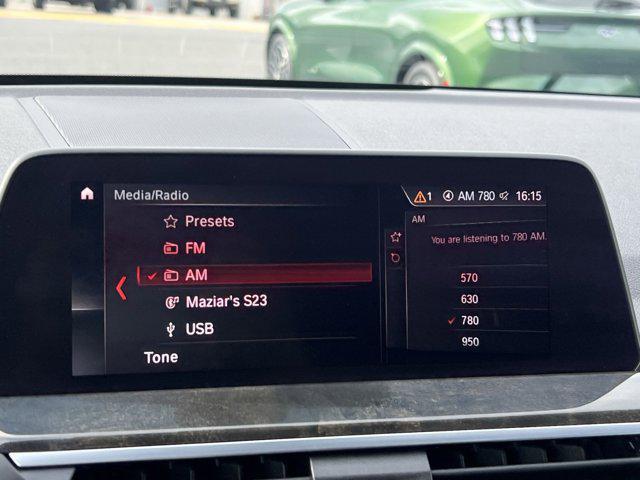 Media/Radio
1 AM 780 16:15
Presets
FM
AM
Maziar's S23
USB
Tone
AM
You are listening to 780 AM.
570
630
780
950